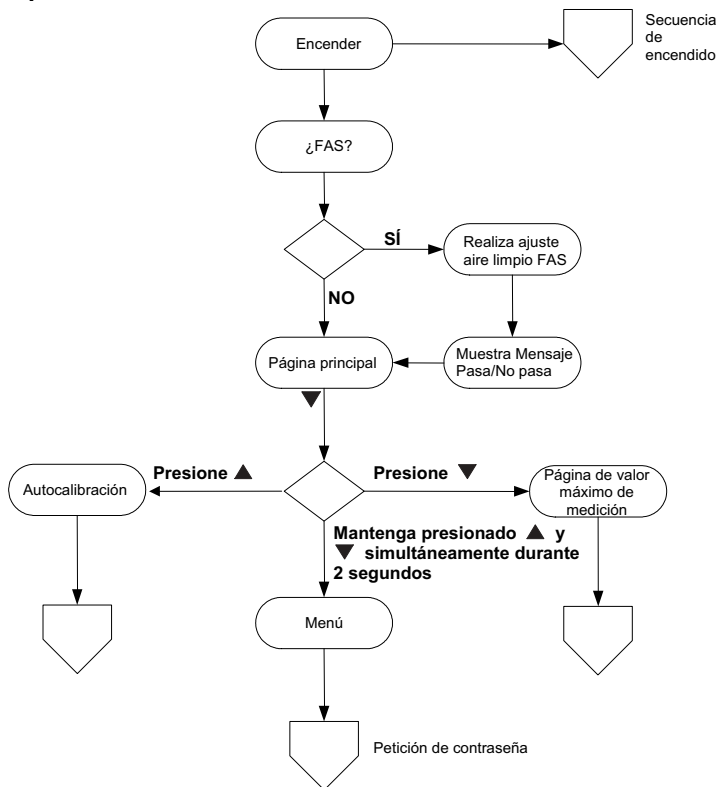 Encender
Secuencia
de
encendido
¿FAS?
SÍ
Realiza ajuste
aire limpio FAS
NO
Página principal
Muestra Mensaje
Pasa/No pasa
▼
Autocalibración
Presione ▲
Presione ▼
Página de valor
máximo de
medición
Mantenga presionado ▲ y
▼ simultáneamente durante
2 segundos
Menú
Petición de contraseña